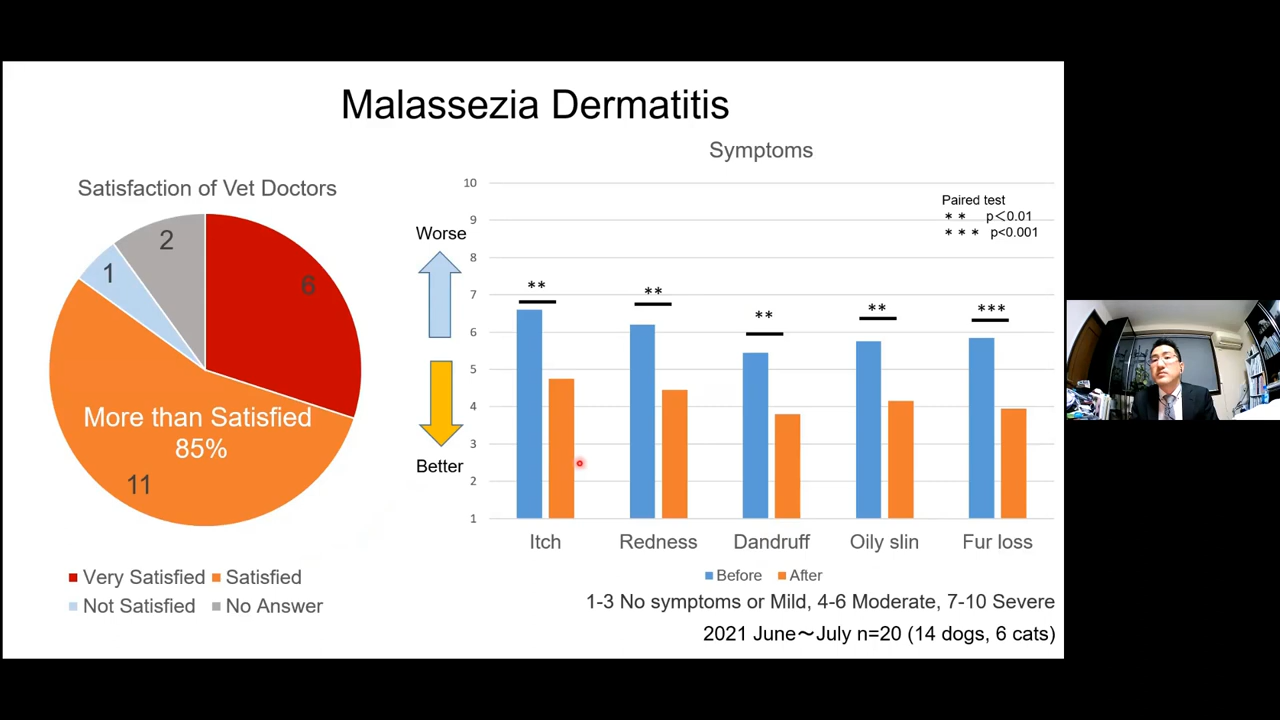 Malassezia Dermatitis
Satisfaction of Vet Doctors
2
1
6
More than Satisfied
85%
11
Very Satisfied
Satisfied
Not Satisfied
No Answer
Symptoms
Worse
Better
10
9
8
7
6
5
4
3
2
1
Paired test
** p<0.01
*** p<0.001
**
**
**
**
***
Itch
Redness
Dandruff
Oily slin
Fur loss
Before
After
1-3 No symptoms or Mild, 4-6 Moderate, 7-10 Severe
2021 June～July n=20 (14 dogs, 6 cats)